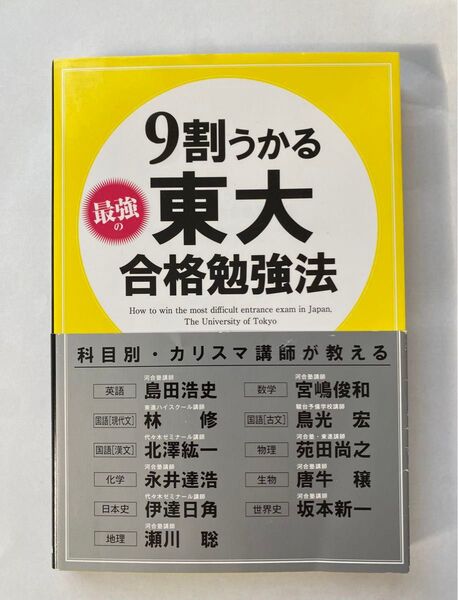 9割うかる
最強の
東大
合格勉強法
How to win the most difficult entrance exam in Japan,
The University of Tokyo
科目別・カリスマ講師が教える
英語 河合塾講師 島田浩史
数学 河合塾講師 宮嶋俊和
国語[現代文] 東進ハイスクール講師 林 修
国語[古文] 駿台予備学校講師 鳥光 宏
国語[漢文] 代々木ゼミナール講師 北澤紘一
物理 河合塾・東進講師 苑田尚之
化学 河合塾講師 永井達浩
生物 河合塾講師 唐牛 穣
日本史 代々木ゼミナール講師 伊達日角
世界史 河合塾講師 坂本新一
地理 河合塾講師 瀬川 聡